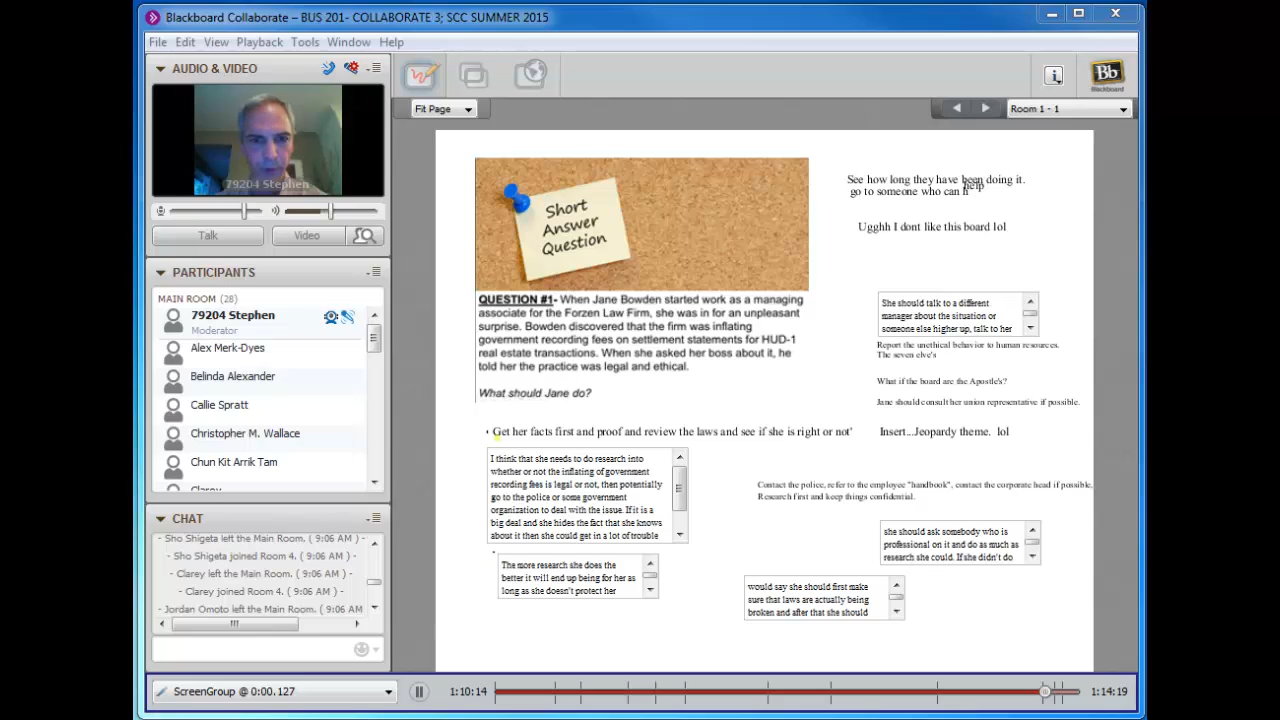 Blackboard Collaborate – BUS 201- COLLABORATE 3; SCC SUMMER 2015
File Edit View Playback Tools Window Help
AUDIO & VIDEO
79204 Stephen
Talk Video
PARTICIPANTS
MAIN ROOM (28)
79204 Stephen
Moderator
Alex Merk-Dyes
Belinda Alexander
Callie Spratt
Christopher M. Wallace
Chun Kit Arrik Tam
Clarey
CHAT
- Sho Shigeta left the Main Room. ( 9:06 AM ) -
- Sho Shigeta joined Room 4. ( 9:06 AM ) -
- Clarey left the Main Room. ( 9:06 AM ) -
- Clarey joined Room 4. ( 9:06 AM ) -
- Jordan Omoto left the Main Room. ( 9:06 AM
ScreenGroup @ 0:00.127
1:10:14
1:14:19
Fit Page
Room 1 - 1
Bb
Blackboard
Short
Answer
Question
QUESTION #1- When Jane Bowden started work as a managing
associate for the Forzen Law Firm, she was in for an unpleasant
surprise. Bowden discovered that the firm was inflating
government recording fees on settlement statements for HUD-1
real estate transactions. When she asked her boss about it, he
told her the practice was legal and ethical.
What should Jane do?
See how long they have been doing it.
go to someone who can h
help
Ugghh I dont like this board lol
She should talk to a different
manager about the situation or
someone else higher up, talk to her
Report the unethical behavior to human resources.
The seven elve's
What if the board are the Apostle's?
Jane should consult her union representative if possible.
' Get her facts first and proof and review the laws and see if she is right or not'
Insert...Jeopardy theme. lol
I think that she needs to do research into
whether or not the inflating of government
recording fees is legal or not, then potentially
go to the police or some government
organization to deal with the issue. If it is a
big deal and she hides the fact that she knows
about it then she could get in a lot of trouble
Contact the police, refer to the employee "handbook", contact the corporate head if possible,
Research first and keep things confidential.
she should ask somebody who is
professional on it and do as much as
research she could. If she didn't do
The more research she does the
better it will end up being for her as
long as she doesn't protect her
would say she should first make
sure that laws are actually being
broken and after that she should